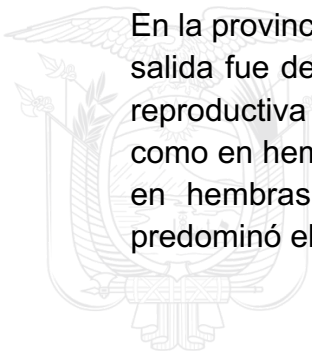 En la provinc
salida fue de
reproductiva
como en hem
en hembras
predominó el